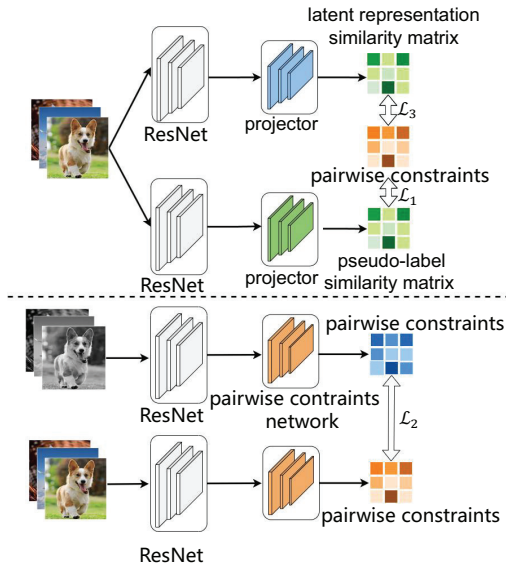 latent representation
similarity matrix
ResNet
projector
ℒ3
pairwise constraints
ℒ1
ResNet
projector
pseudo-label
similarity matrix
pairwise constraints
ResNet
pairwise contraints
network
ℒ2
pairwise constraints
ResNet